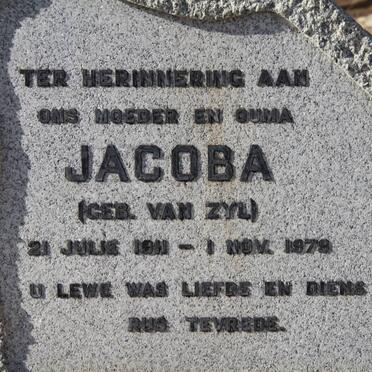 TER HERINNERING AAN
ONS MOEDER EN OUMA
JACOBA
(GEB. VAN ZYL)
21 JULIE 1911 – 1 NOV. 1979
U LEWE WAS LIEFDE EN DIENS
RUS TEVREDE.